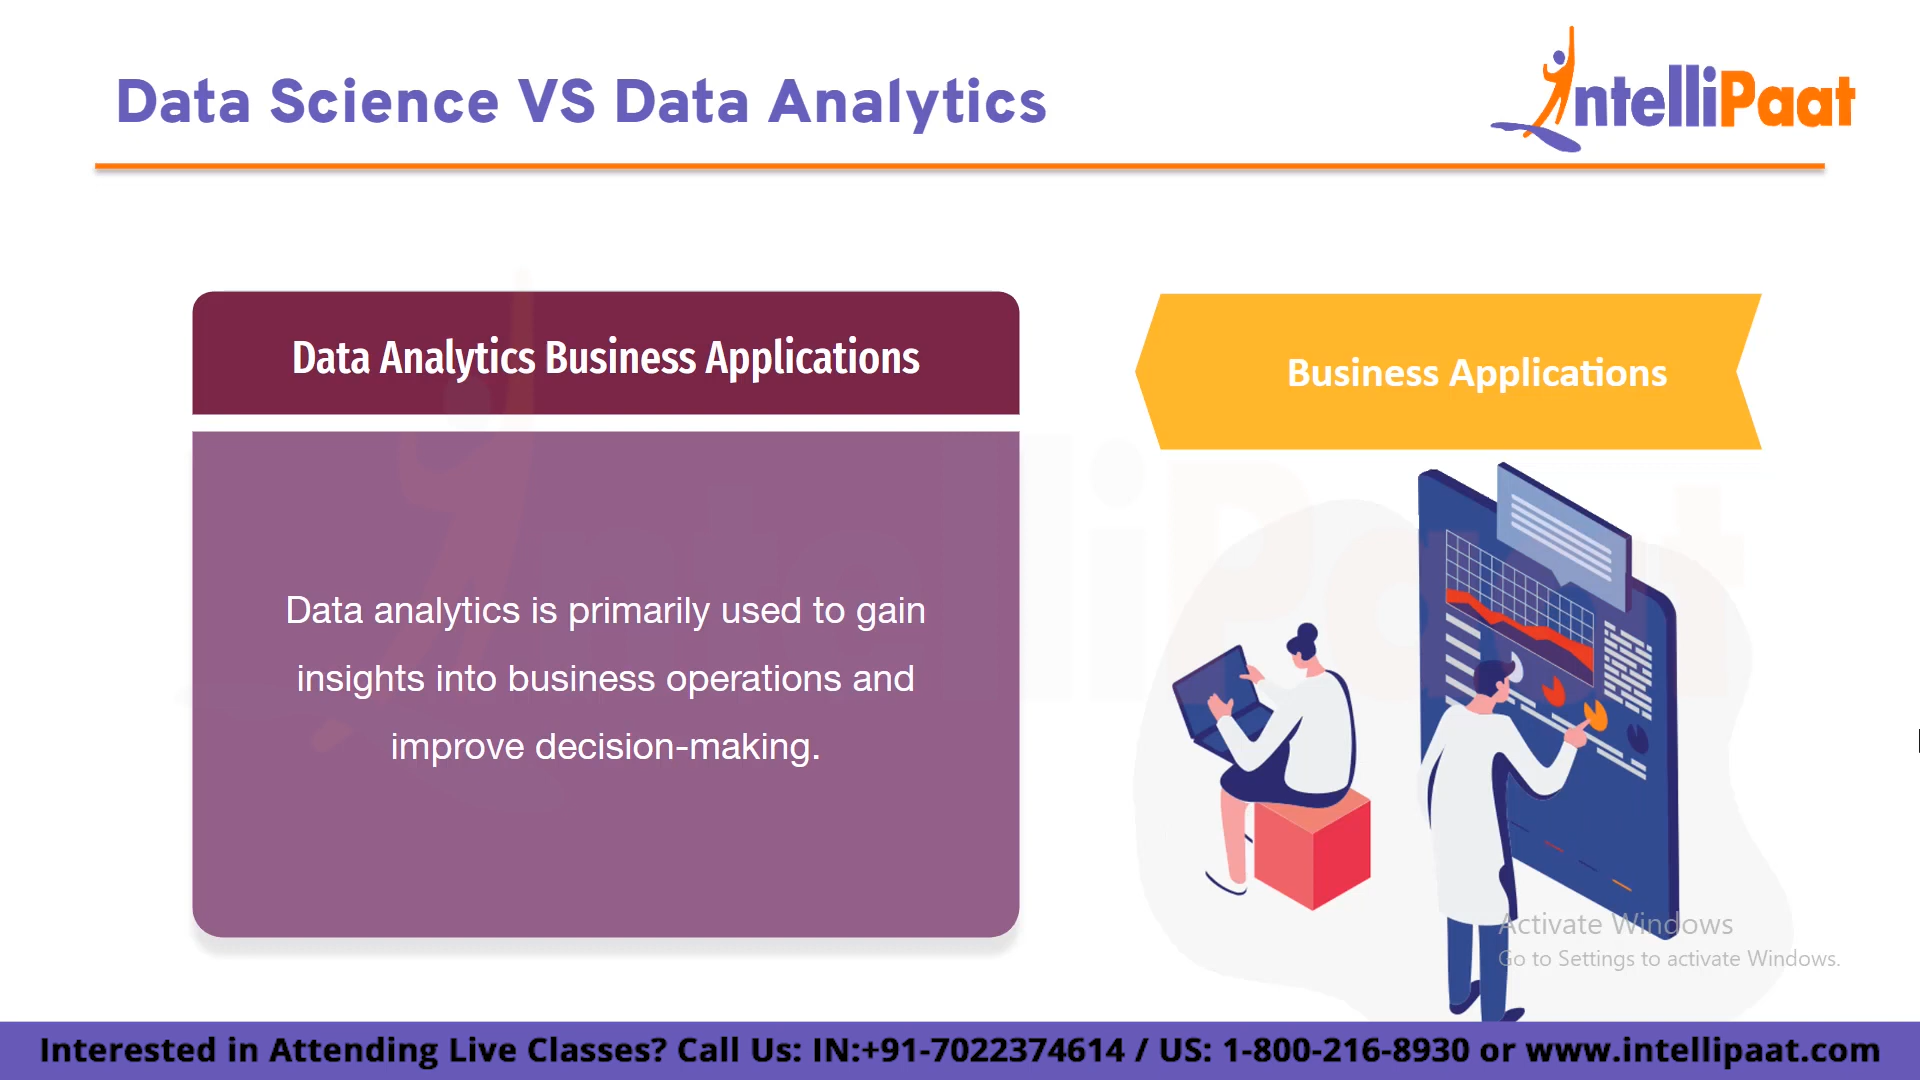 Data Science VS Data Analytics
IntelliPaat
Data Analytics Business Applications
Business Applications
Data analytics is primarily used to gain
insights into business operations and
improve decision-making.
Activate Windows
Go to Settings to activate Windows.
Interested in Attending Live Classes? Call Us: IN:+91-7022374614 / US: 1-800-216-8930 or www.intellipaat.com